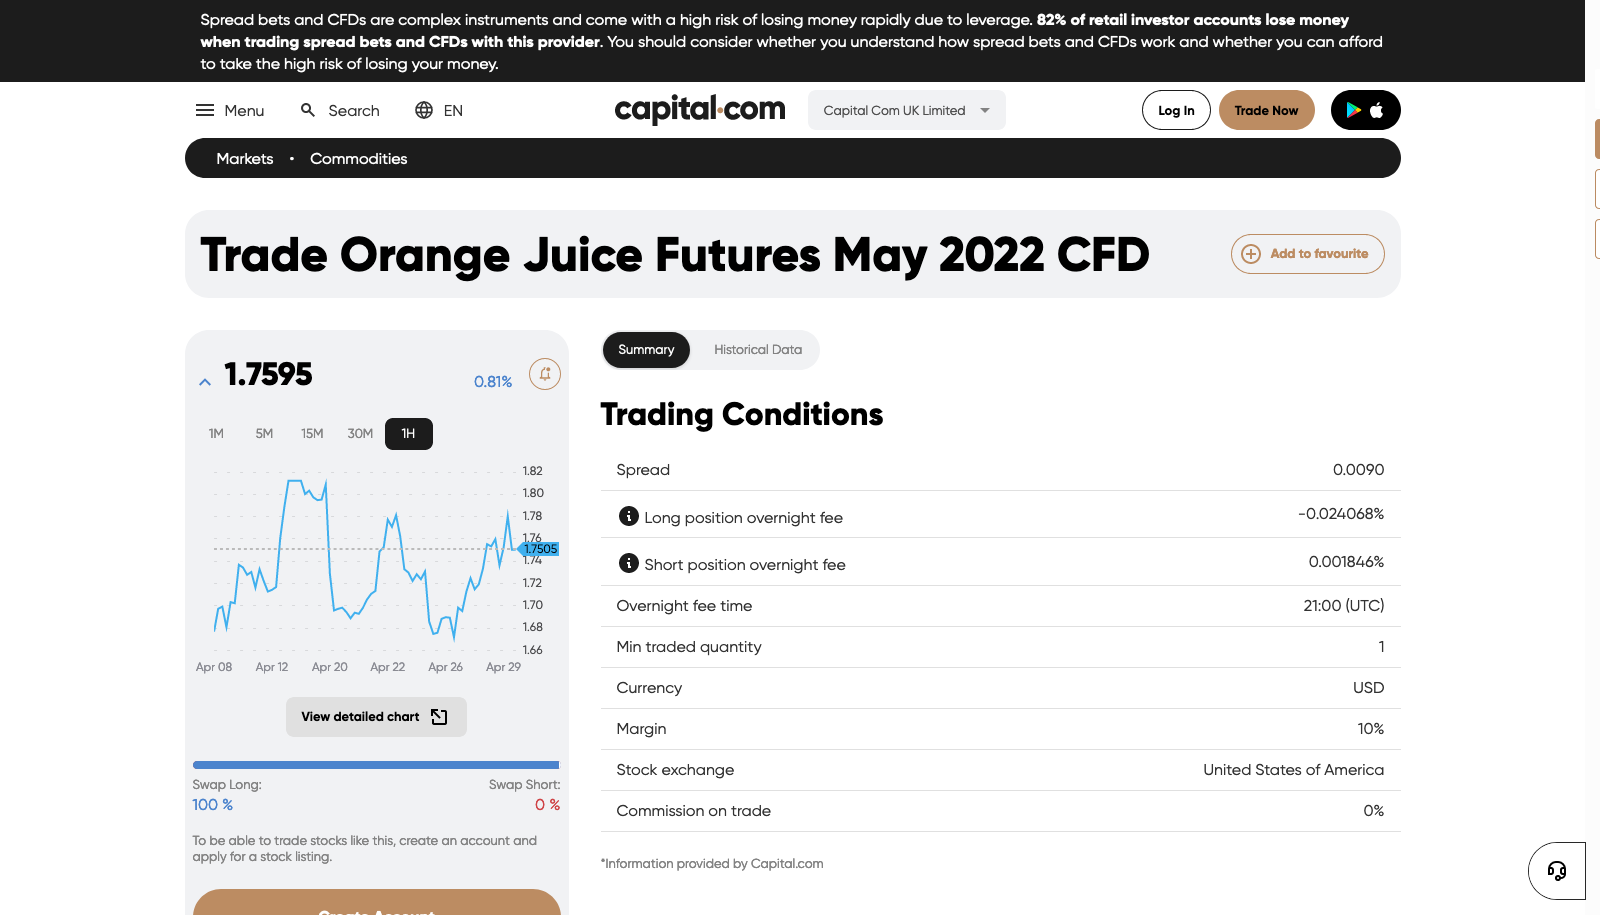 Spread bets and CFDs are complex instruments and come with a high risk of losing money rapidly due to leverage. 82% of retail investor accounts lose money
when trading spread bets and CFDs with this provider. You should consider whether you understand how spread bets and CFDs work and whether you can afford
to take the high risk of losing your money.
Menu Search EN capital.com Capital Com UK Limited Log In Trade Now
Markets • Commodities
Trade Orange Juice Futures May 2022 CFD
Add to favourite
1.7595 0.81%
1M 5M 15M 30M 1H
1.82
1.80
1.78
1.76
1.7505
1.74
1.72
1.70
1.68
1.66
Apr 08 Apr 12 Apr 20 Apr 22 Apr 26 Apr 29
View detailed chart
Swap Long: Swap Short:
100 % 0 %
To be able to trade stocks like this, create an account and
apply for a stock listing.
Create Account
Summary Historical Data
Trading Conditions
Spread 0.0090
Long position overnight fee -0.024068%
Short position overnight fee 0.001846%
Overnight fee time 21:00 (UTC)
Min traded quantity 1
Currency USD
Margin 10%
Stock exchange United States of America
Commission on trade 0%
*Information provided by Capital.com